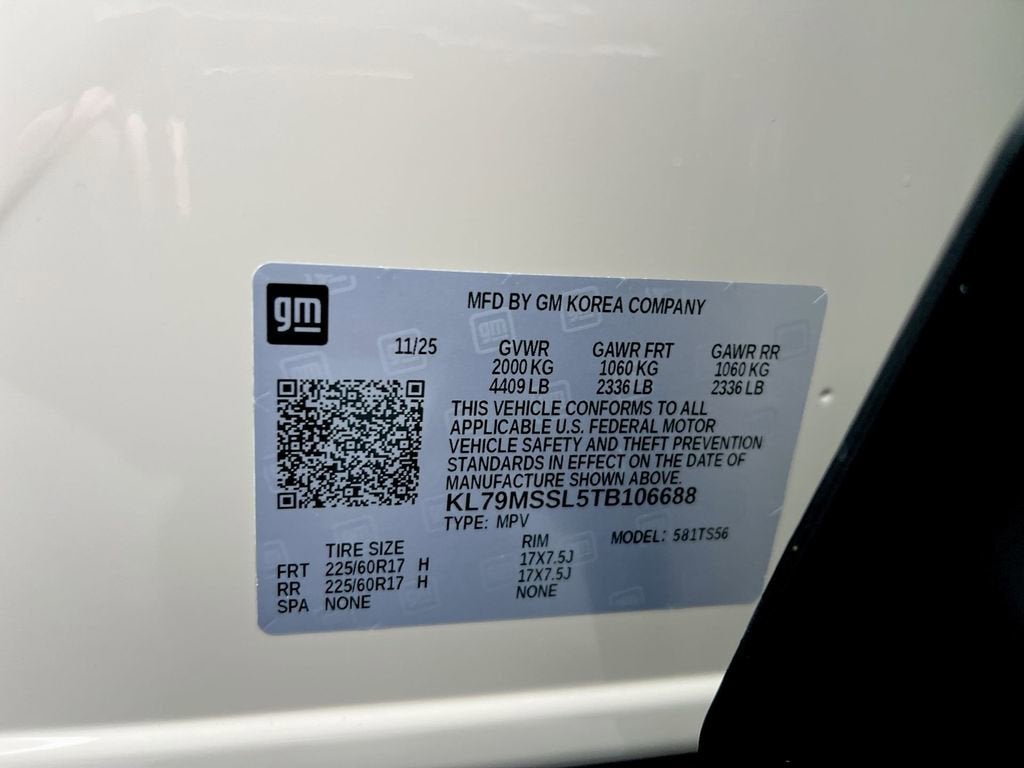 gm
MFD BY GM KOREA COMPANY
11/25 GVWR GAWR FRT GAWR RR
2000 KG 1060 KG 1060 KG
4409 LB 2336 LB 2336 LB
THIS VEHICLE CONFORMS TO ALL
APPLICABLE U.S. FEDERAL MOTOR
VEHICLE SAFETY AND THEFT PREVENTION
STANDARDS IN EFFECT ON THE DATE OF
MANUFACTURE SHOWN ABOVE.
KL79MSSL5TB106688
TYPE: MPV
MODEL: 581TS56
TIRE SIZE RIM
FRT 225/60R17 H 17X7.5J
RR 225/60R17 H 17X7.5J
SPA NONE NONE